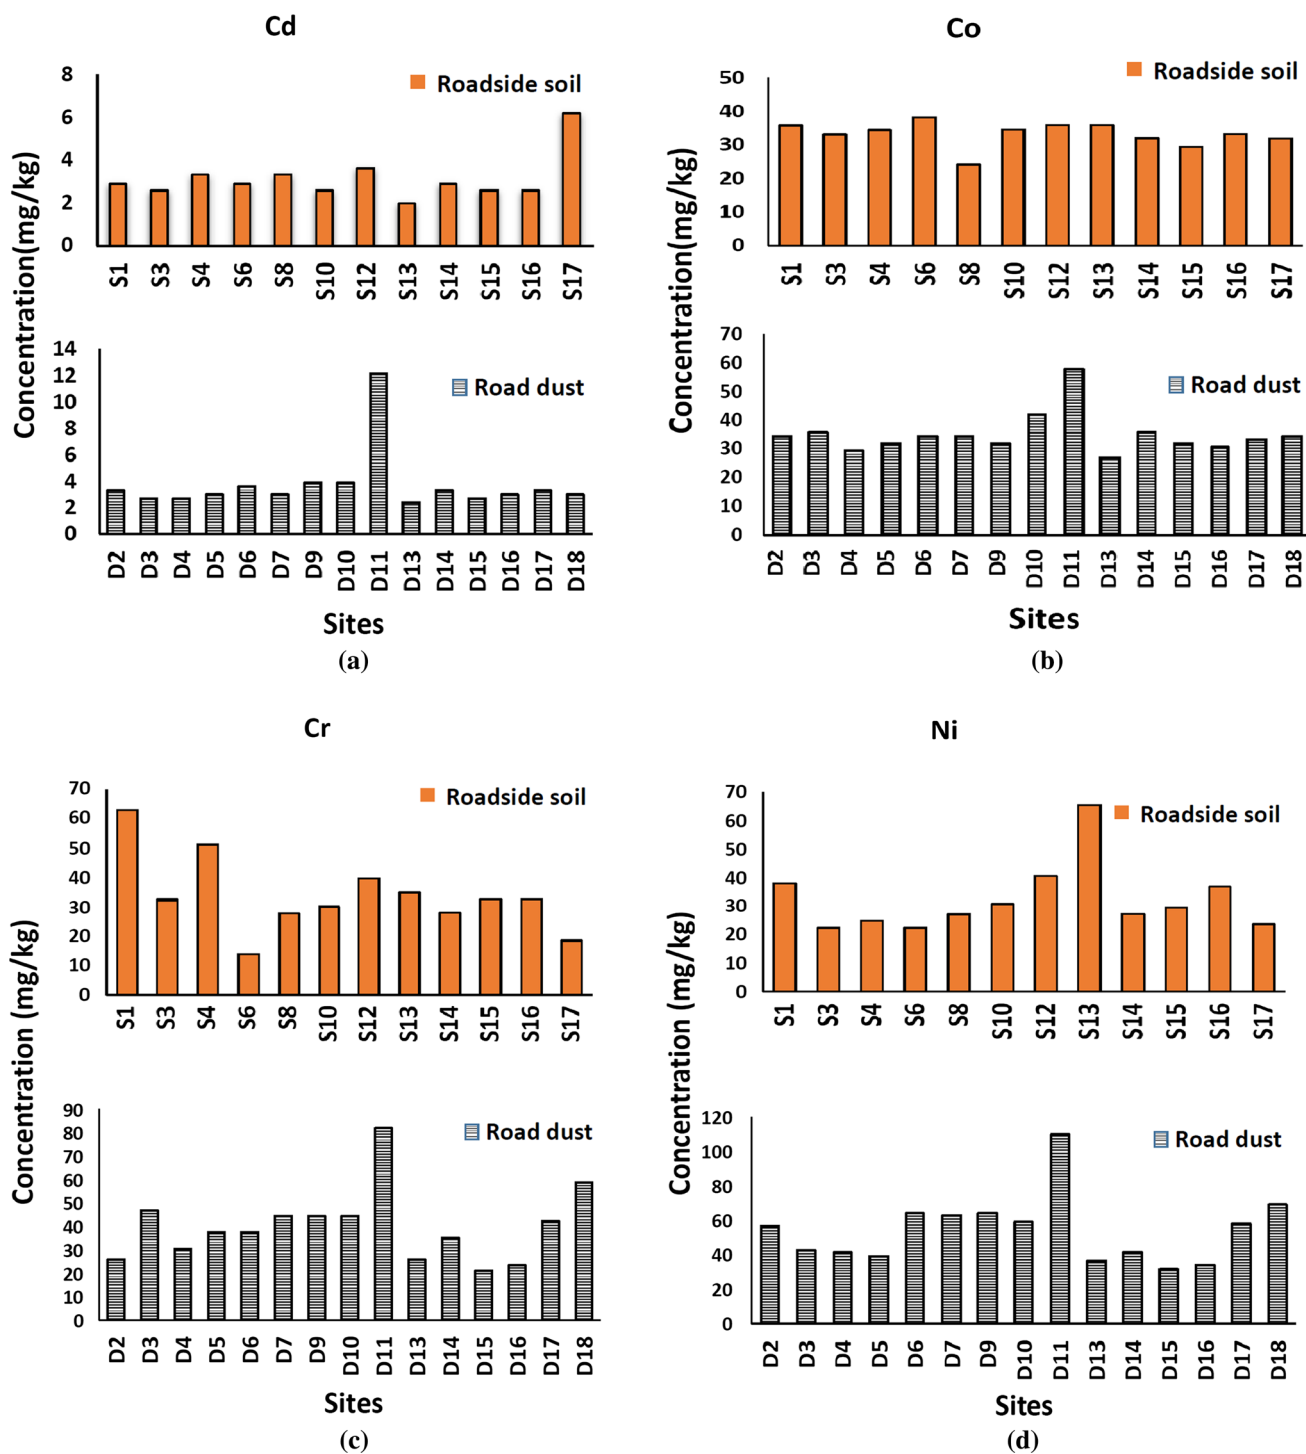 Cd
Roadside soil
Concentration(mg/kg)
8
6
4
2
0
S1 S3 S4 S6 S8 S10 S12 S13 S14 S15 S16 S17
Road dust
14
12
10
8
6
4
2
0
D2 D3 D4 D5 D6 D7 D9 D10 D11 D13 D14 D15 D16 D17 D18
Sites
(a)
Co
Roadside soil
Concentration(mg/kg)
50
40
30
20
10
0
S1 S3 S4 S6 S8 S10 S12 S13 S14 S15 S16 S17
Road dust
70
60
50
40
30
20
10
0
D2 D3 D4 D5 D6 D7 D9 D10 D11 D13 D14 D15 D16 D17 D18
Sites
(b)
Cr
Roadside soil
Concentration (mg/kg)
70
60
50
40
30
20
10
0
S1 S3 S4 S6 S8 S10 S12 S13 S14 S15 S16 S17
Road dust
90
80
70
60
50
40
30
20
10
0
D2 D3 D4 D5 D6 D7 D9 D10 D11 D13 D14 D15 D16 D17 D18
Sites
(c)
Ni
Roadside soil
Concentration (mg/kg)
70
60
50
40
30
20
10
0
S1 S3 S4 S6 S8 S10 S12 S13 S14 S15 S16 S17
Road dust
120
100
80
60
40
20
0
D2 D3 D4 D5 D6 D7 D9 D10 D11 D13 D14 D15 D16 D17 D18
Sites
(d)